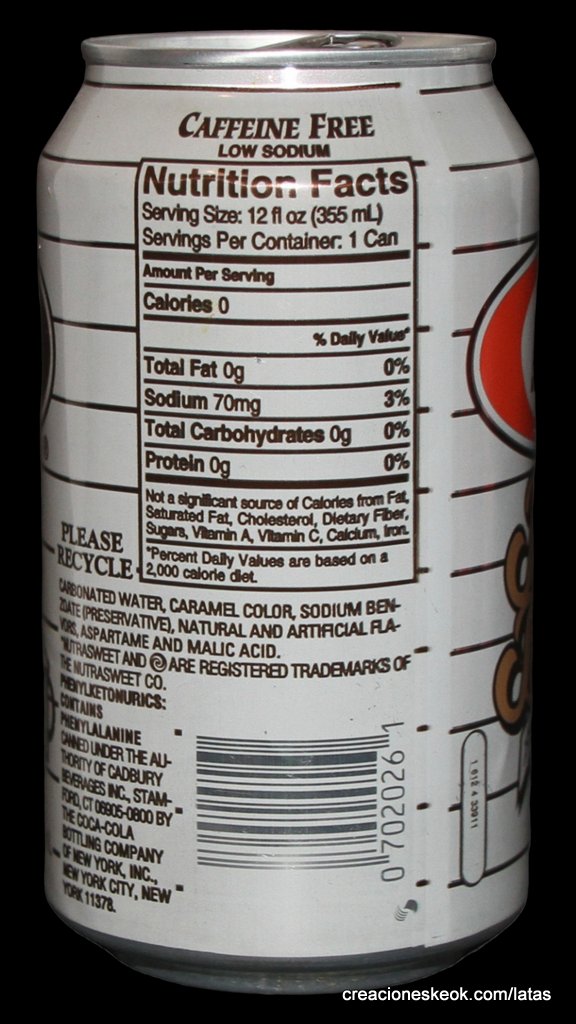 CAFFEINE FREE
LOW SODIUM
Nutrition Facts
Serving Size: 12 fl oz (355 mL)
Servings Per Container: 1 Can
Amount Per Serving
Calories 0
% Daily Value*
Total Fat 0g 0%
Sodium 70mg 3%
Total Carbohydrates 0g 0%
Protein 0g 0%
Not a significant source of Calories from Fat,
Saturated Fat, Cholesterol, Dietary Fiber,
Sugars, Vitamin A, Vitamin C, Calcium, Iron.
*Percent Daily Values are based on a
2,000 calorie diet.
PLEASE
RECYCLE
CARBONATED WATER, CARAMEL COLOR, SODIUM BEN-
ZOATE (PRESERVATIVE), NATURAL AND ARTIFICIAL FLA-
VORS, ASPARTAME AND MALIC ACID.
*NUTRASWEET AND ARE REGISTERED TRADEMARKS OF
THE NUTRASWEET CO.
PHENYLKETONURICS:
CONTAINS
PHENYLALANINE
CANNED UNDER THE AU-
THORITY OF CADBURY
BEVERAGES INC., STAM-
FORD, CT 06905-0800 BY
THE COCA-COLA
BOTTLING COMPANY
OF NEW YORK, INC.,
NEW YORK CITY, NEW
YORK 11378.
0 702026 1
1 612 4 33911
creacioneskeok.com/latas